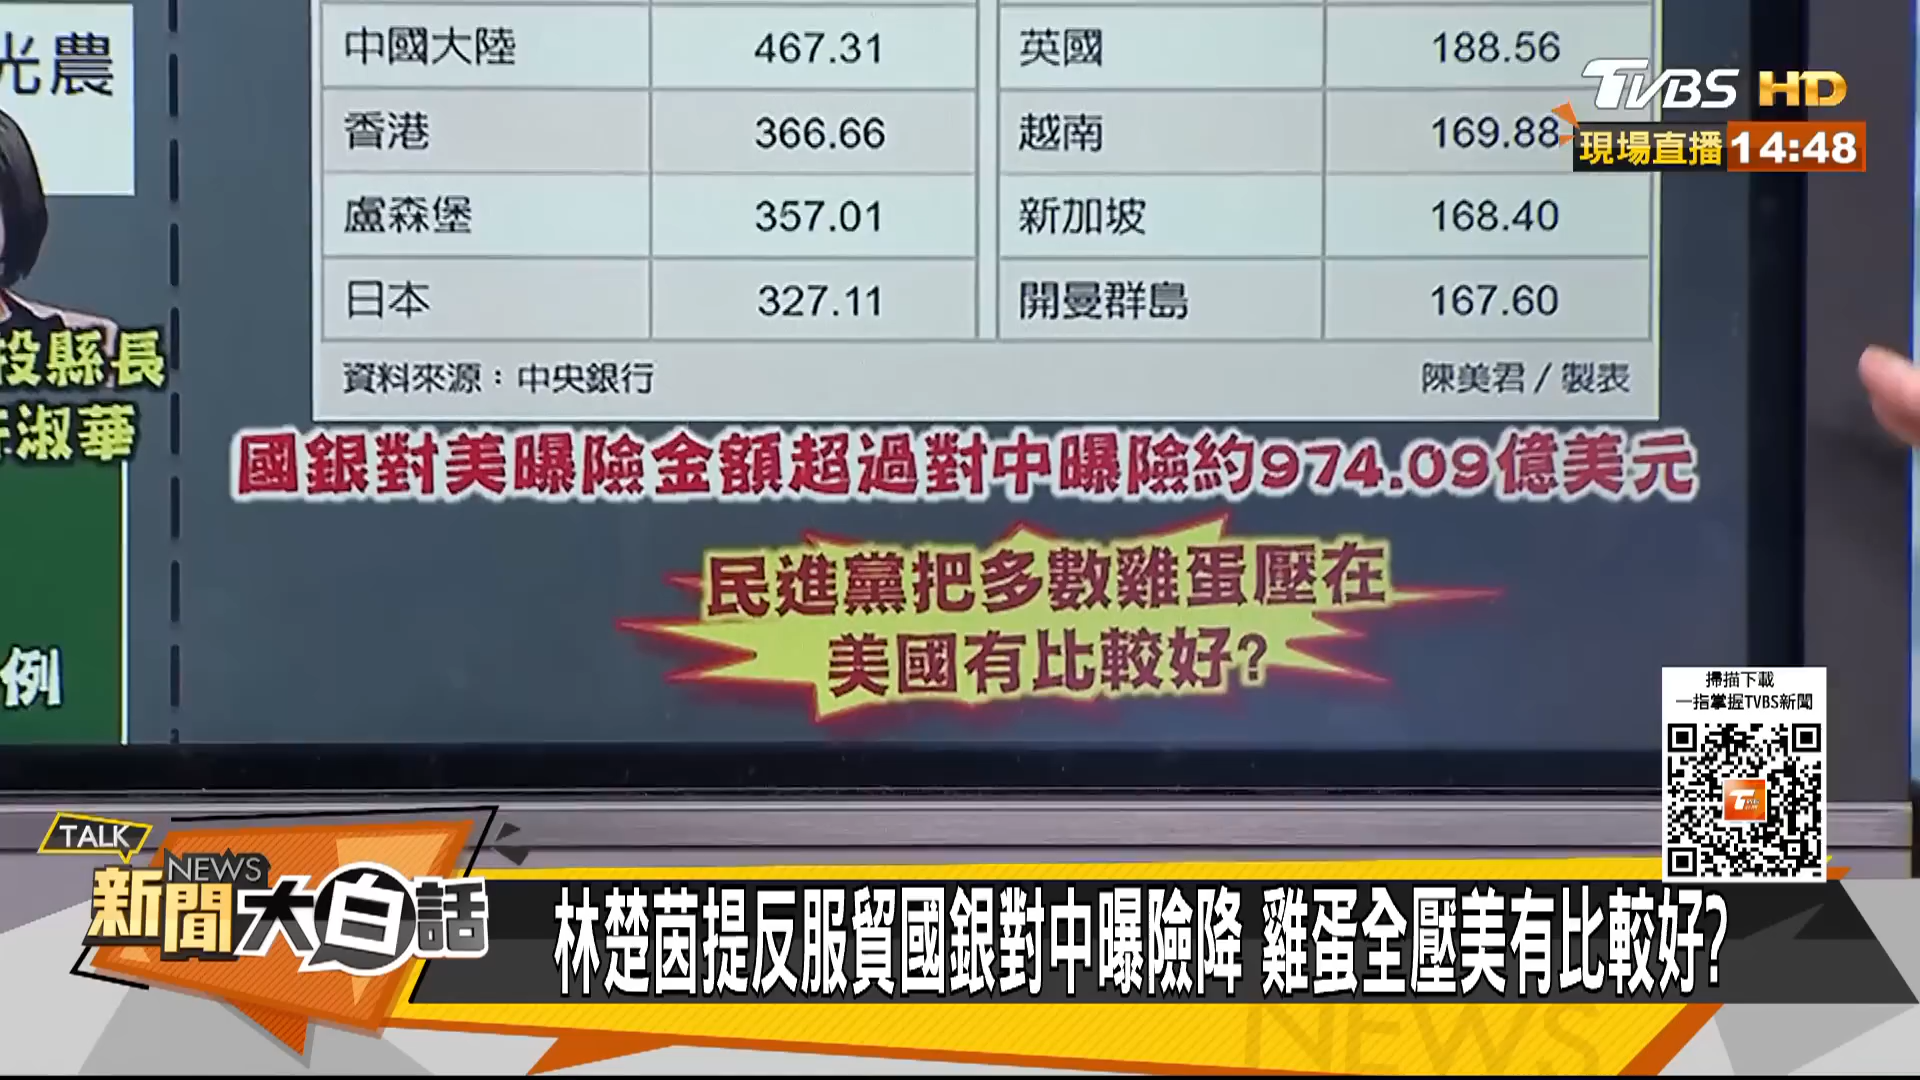 光農
投縣長
許淑華
例
中國大陸 467.31 英國 188.56
香港 366.66 越南 169.88
盧森堡 357.01 新加坡 168.40
日本 327.11 開曼群島 167.60
資料來源：中央銀行 陳美君/製表
國銀對美曝險金額超過對中曝險約974.09億美元
民進黨把多數雞蛋壓在
美國有比較好?
TVBS HD
現場直播 14:48
掃描下載
一指掌握TVBS新聞
TALK
NEWS
新聞大白話
林楚茵提反服貿國銀對中曝險降 雞蛋全壓美有比較好?
NEWS